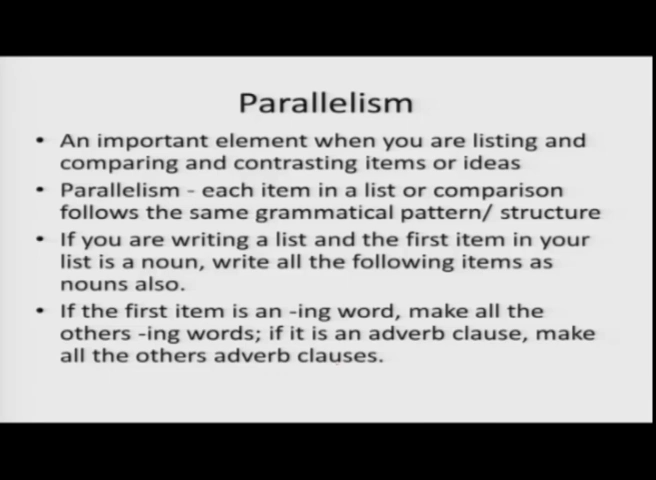 Parallelism
• An important element when you are listing and
comparing and contrasting items or ideas
• Parallelism - each item in a list or comparison
follows the same grammatical pattern/ structure
• If you are writing a list and the first item in your
list is a noun, write all the following items as
nouns also.
• If the first item is an -ing word, make all the
others -ing words; if it is an adverb clause, make
all the others adverb clauses.